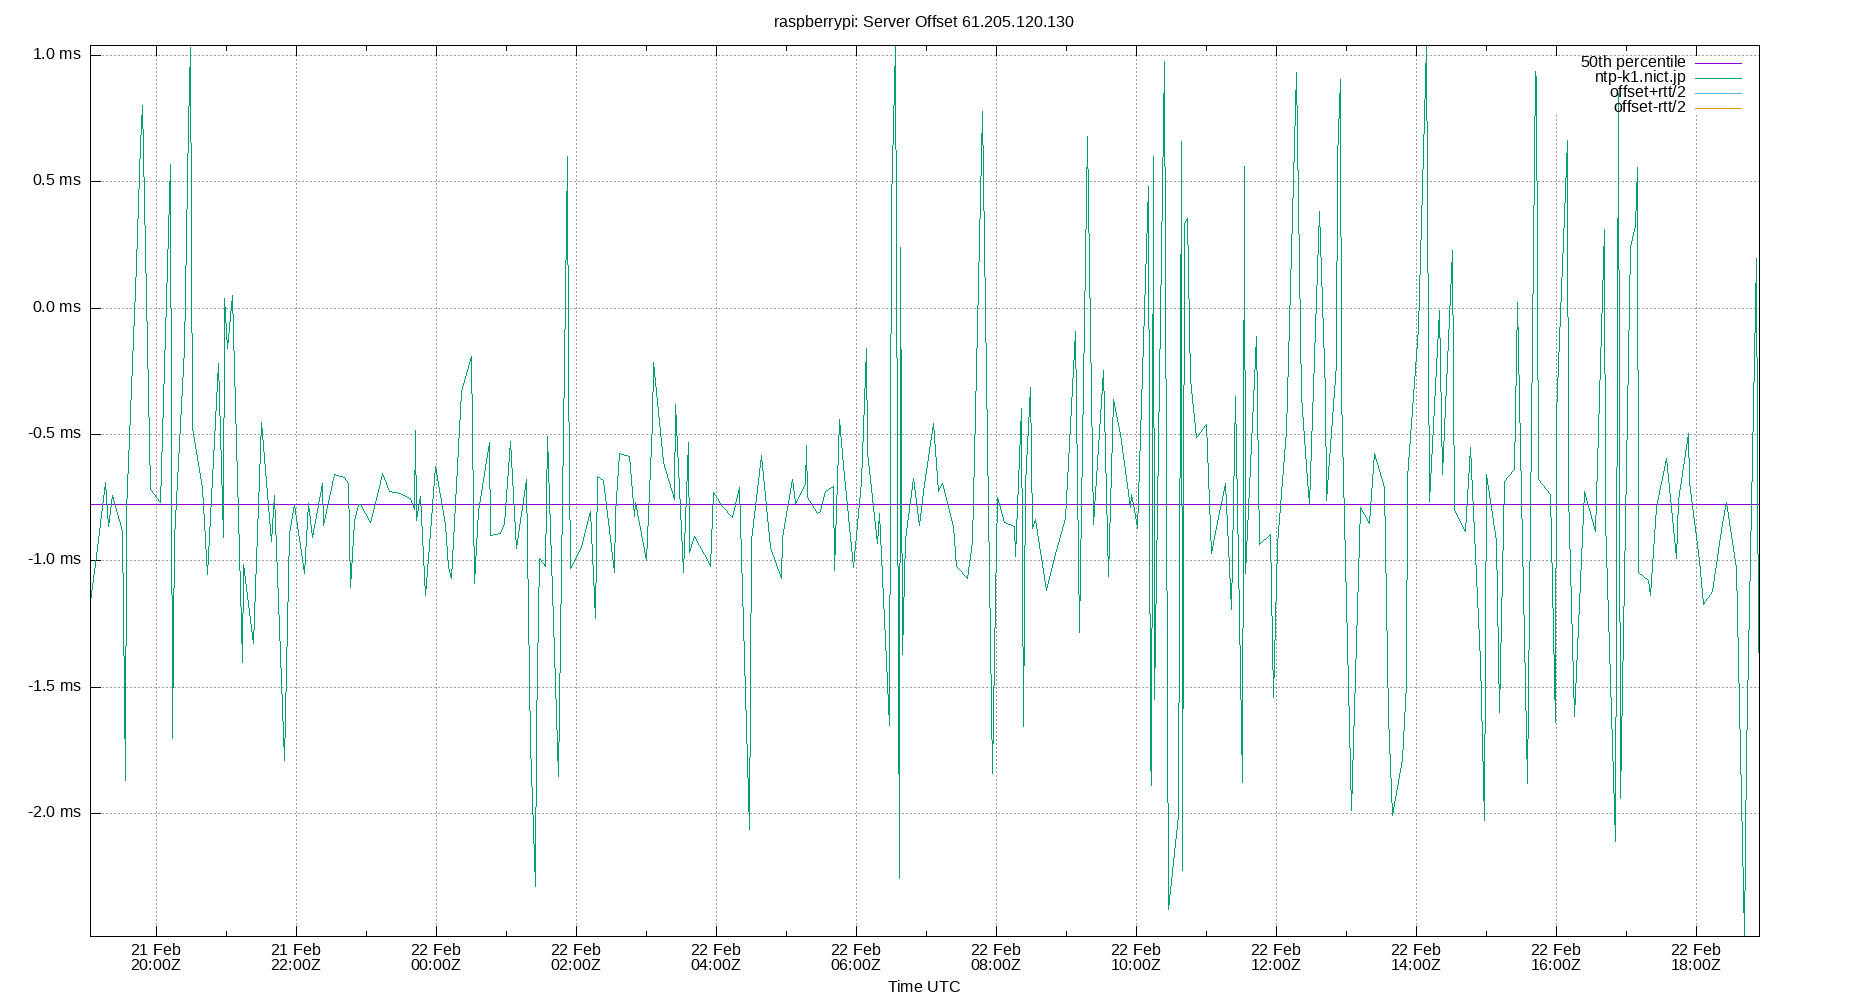 raspberrypi: Server Offset 61.205.120.130
1.0 ms
0.5 ms
0.0 ms
-0.5 ms
-1.0 ms
-1.5 ms
-2.0 ms
50th percentile
ntp-k1.nict.jp
offset+rtt/2
offset-rtt/2
21 Feb 21 Feb 22 Feb 22 Feb 22 Feb 22 Feb 22 Feb 22 Feb 22 Feb 22 Feb 22 Feb 22 Feb
20:00Z 22:00Z 00:00Z 02:00Z 04:00Z 06:00Z 08:00Z 10:00Z 12:00Z 14:00Z 16:00Z 18:00Z
Time UTC